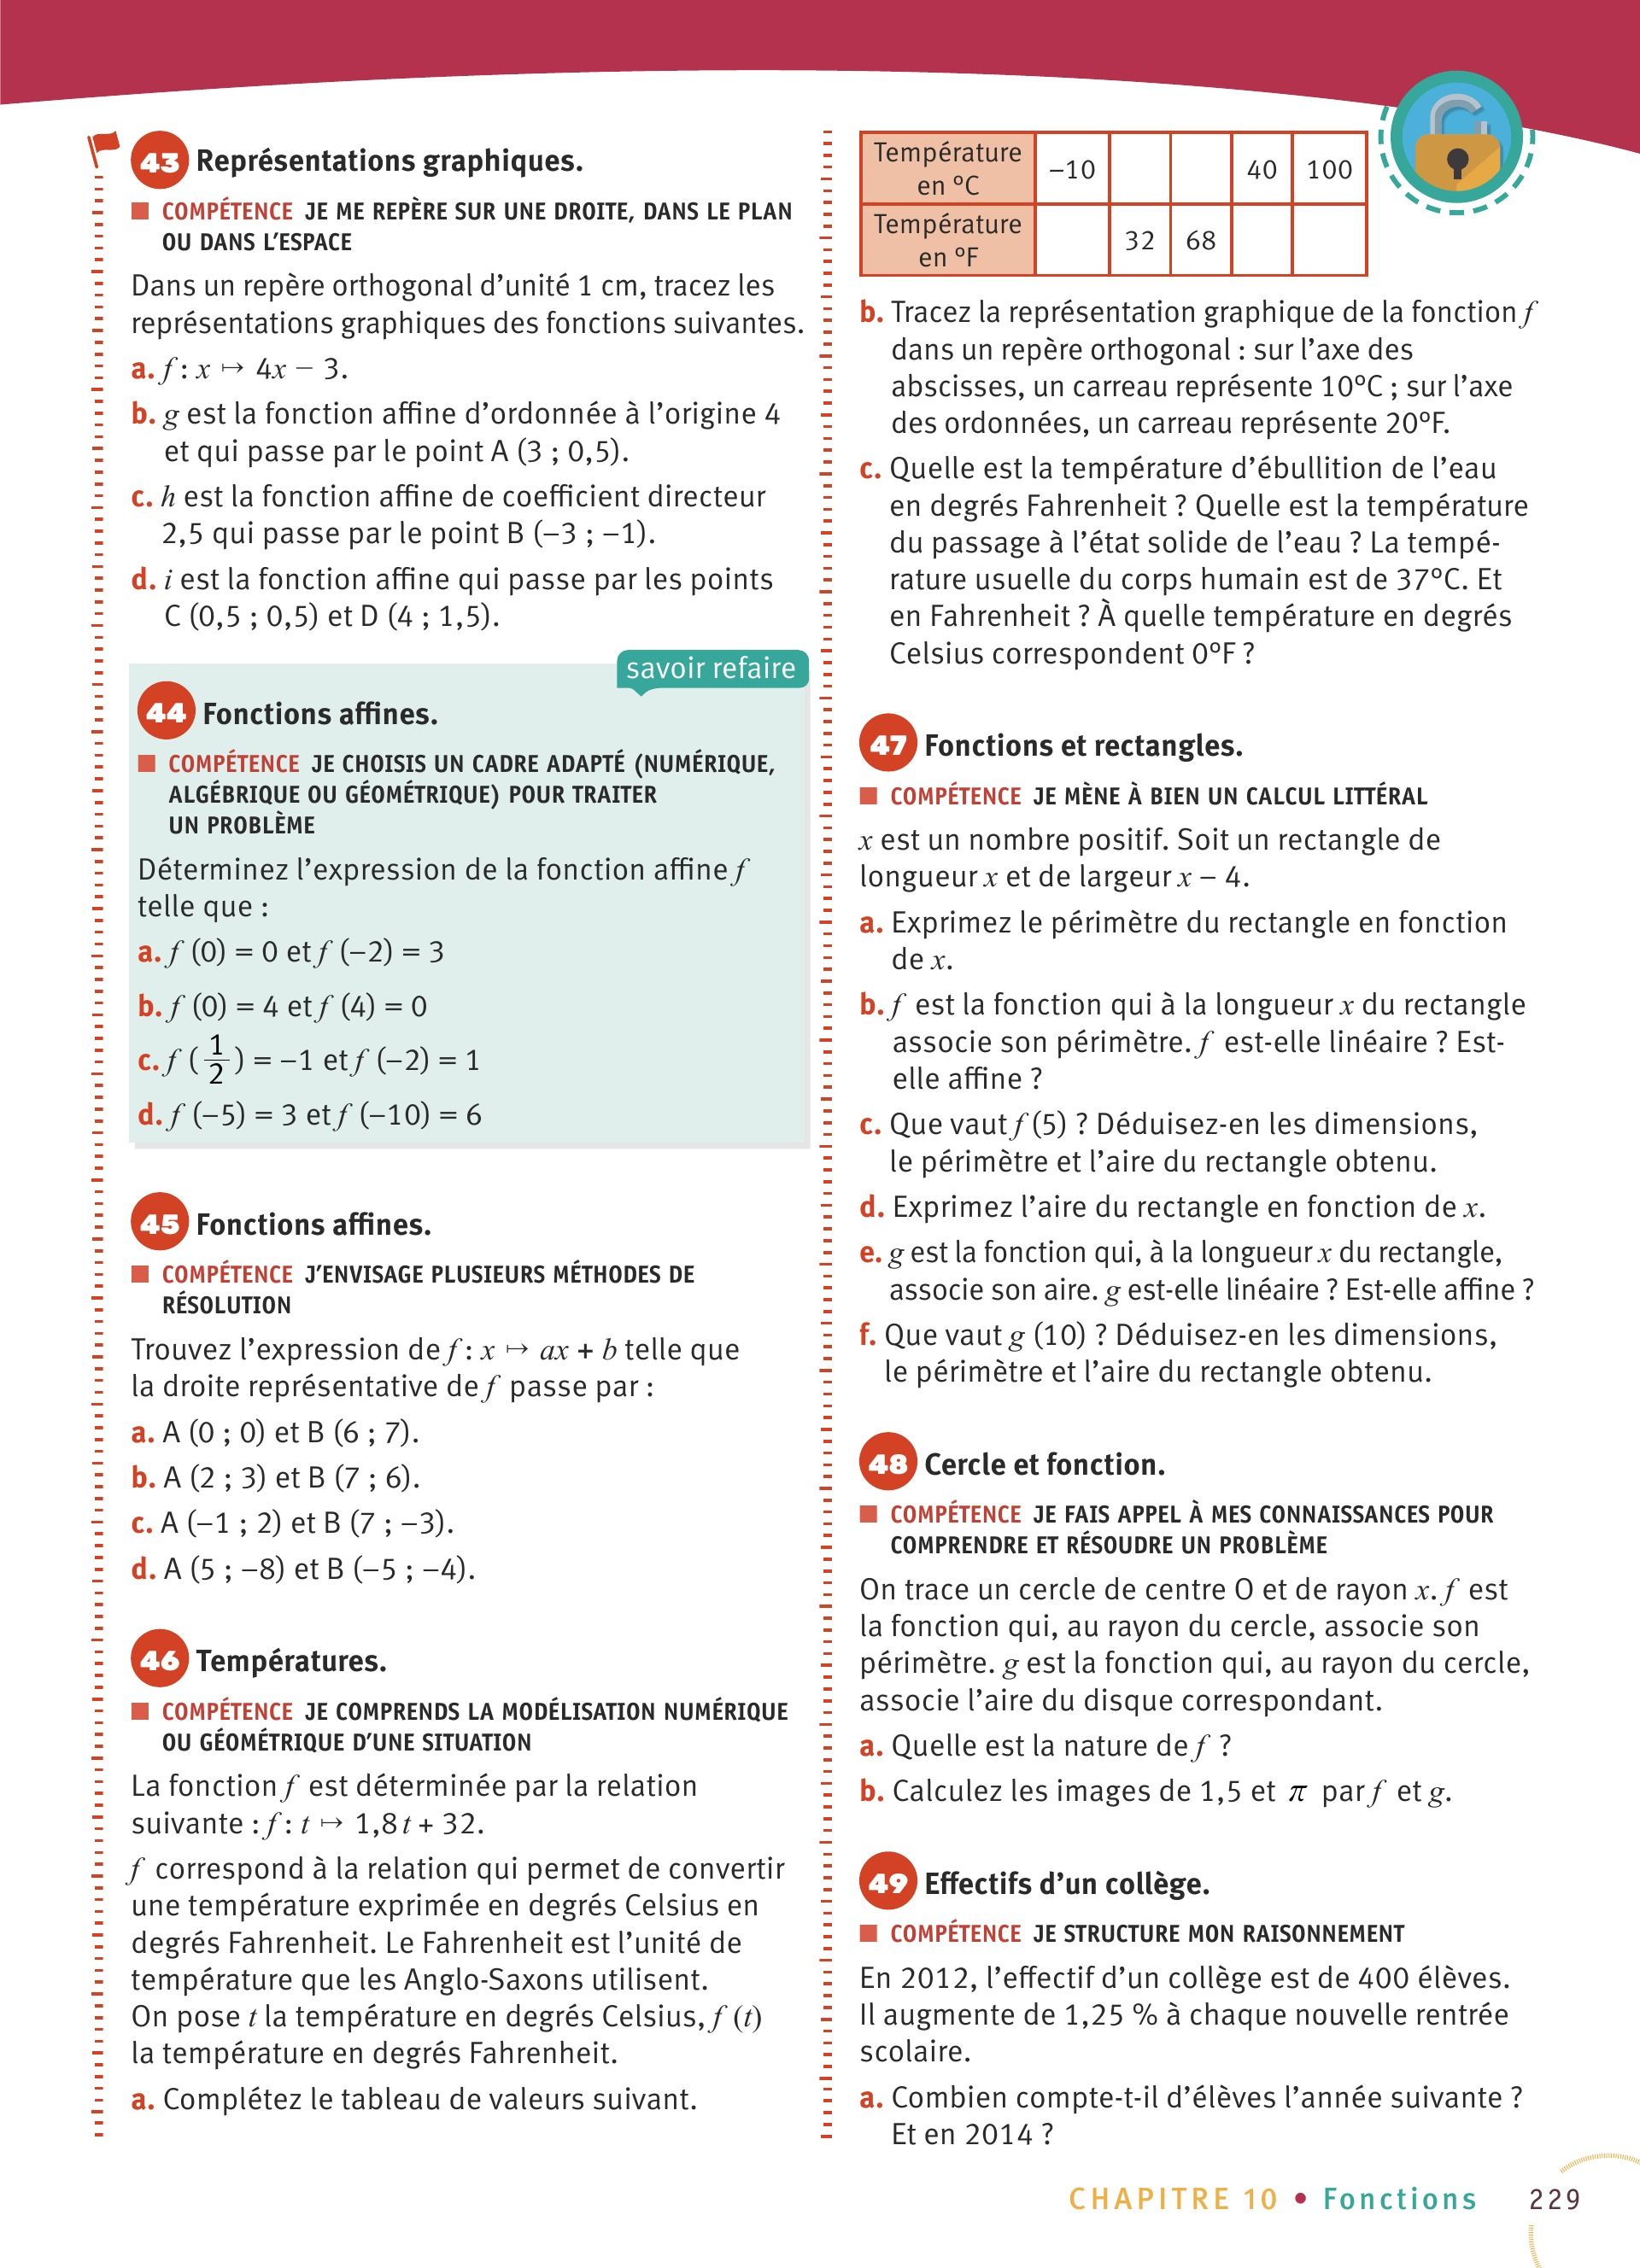 43 Représentations graphiques.
■ COMPÉTENCE JE ME REPÈRE SUR UNE DROITE, DANS LE PLAN
OU DANS L'ESPACE
Dans un repère orthogonal d'unité 1 cm, tracez les
représentations graphiques des fonctions suivantes.
a. f : x ↦ 4x − 3.
b. g est la fonction affine d'ordonnée à l'origine 4
et qui passe par le point A (3 ; 0,5).
c. h est la fonction affine de coefficient directeur
2,5 qui passe par le point B (–3 ; –1).
d. i est la fonction affine qui passe par les points
C (0,5 ; 0,5) et D (4 ; 1,5).
savoir refaire
44 Fonctions affines.
■ COMPÉTENCE JE CHOISIS UN CADRE ADAPTÉ (NUMÉRIQUE,
ALGÉBRIQUE OU GÉOMÉTRIQUE) POUR TRAITER
UN PROBLÈME
Déterminez l'expression de la fonction affine f
telle que :
a. f (0) = 0 et f (–2) = 3
b. f (0) = 4 et f (4) = 0
c. f (1/2) = –1 et f (–2) = 1
d. f (–5) = 3 et f (–10) = 6
45 Fonctions affines.
■ COMPÉTENCE J'ENVISAGE PLUSIEURS MÉTHODES DE
RÉSOLUTION
Trouvez l'expression de f : x ↦ ax + b telle que
la droite représentative de f passe par :
a. A (0 ; 0) et B (6 ; 7).
b. A (2 ; 3) et B (7 ; 6).
c. A (–1 ; 2) et B (7 ; –3).
d. A (5 ; –8) et B (–5 ; –4).
46 Températures.
■ COMPÉTENCE JE COMPRENDS LA MODÉLISATION NUMÉRIQUE
OU GÉOMÉTRIQUE D'UNE SITUATION
La fonction f est déterminée par la relation
suivante : f : t ↦ 1,8t + 32.
f correspond à la relation qui permet de convertir
une température exprimée en degrés Celsius en
degrés Fahrenheit. Le Fahrenheit est l'unité de
température que les Anglo-Saxons utilisent.
On pose t la température en degrés Celsius, f (t)
la température en degrés Fahrenheit.
a. Complétez le tableau de valeurs suivant.
Température
en °C –10 40 100
Température
en °F 32 68
b. Tracez la représentation graphique de la fonction f
dans un repère orthogonal : sur l'axe des
abscisses, un carreau représente 10°C ; sur l'axe
des ordonnées, un carreau représente 20°F.
c. Quelle est la température d'ébullition de l'eau
en degrés Fahrenheit ? Quelle est la température
du passage à l'état solide de l'eau ? La tempé-
rature usuelle du corps humain est de 37°C. Et
en Fahrenheit ? À quelle température en degrés
Celsius correspondent 0°F ?
47 Fonctions et rectangles.
■ COMPÉTENCE JE MÈNE À BIEN UN CALCUL LITTÉRAL
x est un nombre positif. Soit un rectangle de
longueur x et de largeur x – 4.
a. Exprimez le périmètre du rectangle en fonction
de x.
b. f est la fonction qui à la longueur x du rectangle
associe son périmètre. f est-elle linéaire ? Est-
elle affine ?
c. Que vaut f (5) ? Déduisez-en les dimensions,
le périmètre et l'aire du rectangle obtenu.
d. Exprimez l'aire du rectangle en fonction de x.
e. g est la fonction qui, à la longueur x du rectangle,
associe son aire. g est-elle linéaire ? Est-elle affine ?
f. Que vaut g (10) ? Déduisez-en les dimensions,
le périmètre et l'aire du rectangle obtenu.
48 Cercle et fonction.
■ COMPÉTENCE JE FAIS APPEL À MES CONNAISSANCES POUR
COMPRENDRE ET RÉSOUDRE UN PROBLÈME
On trace un cercle de centre O et de rayon x. f est
la fonction qui, au rayon du cercle, associe son
périmètre. g est la fonction qui, au rayon du cercle,
associe l'aire du disque correspondant.
a. Quelle est la nature de f ?
b. Calculez les images de 1,5 et π par f et g.
49 Effectifs d'un collège.
■ COMPÉTENCE JE STRUCTURE MON RAISONNEMENT
En 2012, l'effectif d'un collège est de 400 élèves.
Il augmente de 1,25 % à chaque nouvelle rentrée
scolaire.
a. Combien compte-t-il d'élèves l'année suivante ?
Et en 2014 ?
CHAPITRE 10 • Fonctions 229